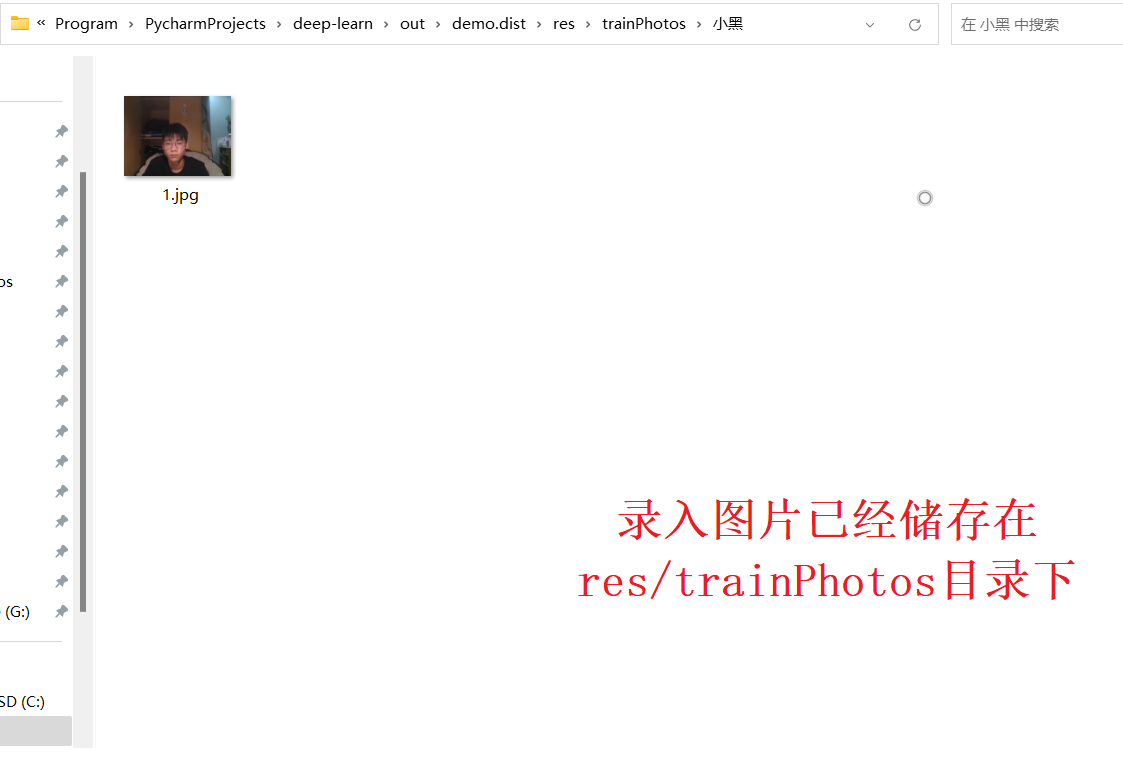 « Program › PycharmProjects › deep-learn › out › demo.dist › res › trainPhotos › 小黑
在 小黑 中搜索
1.jpg
os
(G:)
SD (C:)
录入图片已经储存在
res/trainPhotos目录下